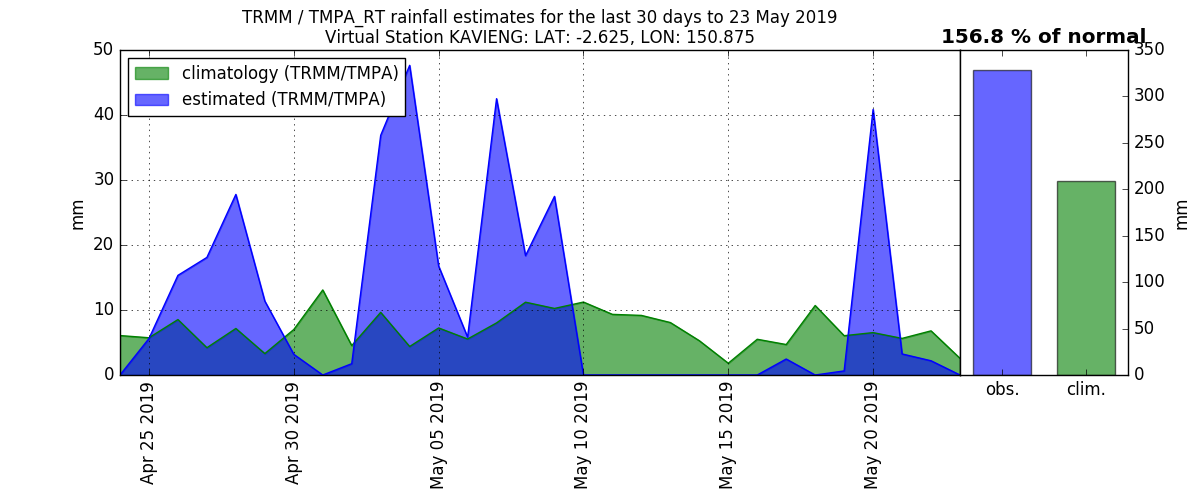 TRMM / TMPA_RT rainfall estimates for the last 30 days to 23 May 2019
Virtual Station KAVIENG: LAT: -2.625, LON: 150.875
156.8 % of normal
climatology (TRMM/TMPA)
estimated (TRMM/TMPA)
50
40
30
20
10
0
mm
Apr 25 2019
Apr 30 2019
May 05 2019
May 10 2019
May 15 2019
May 20 2019
350
300
250
200
150
100
50
0
mm
obs.
clim.